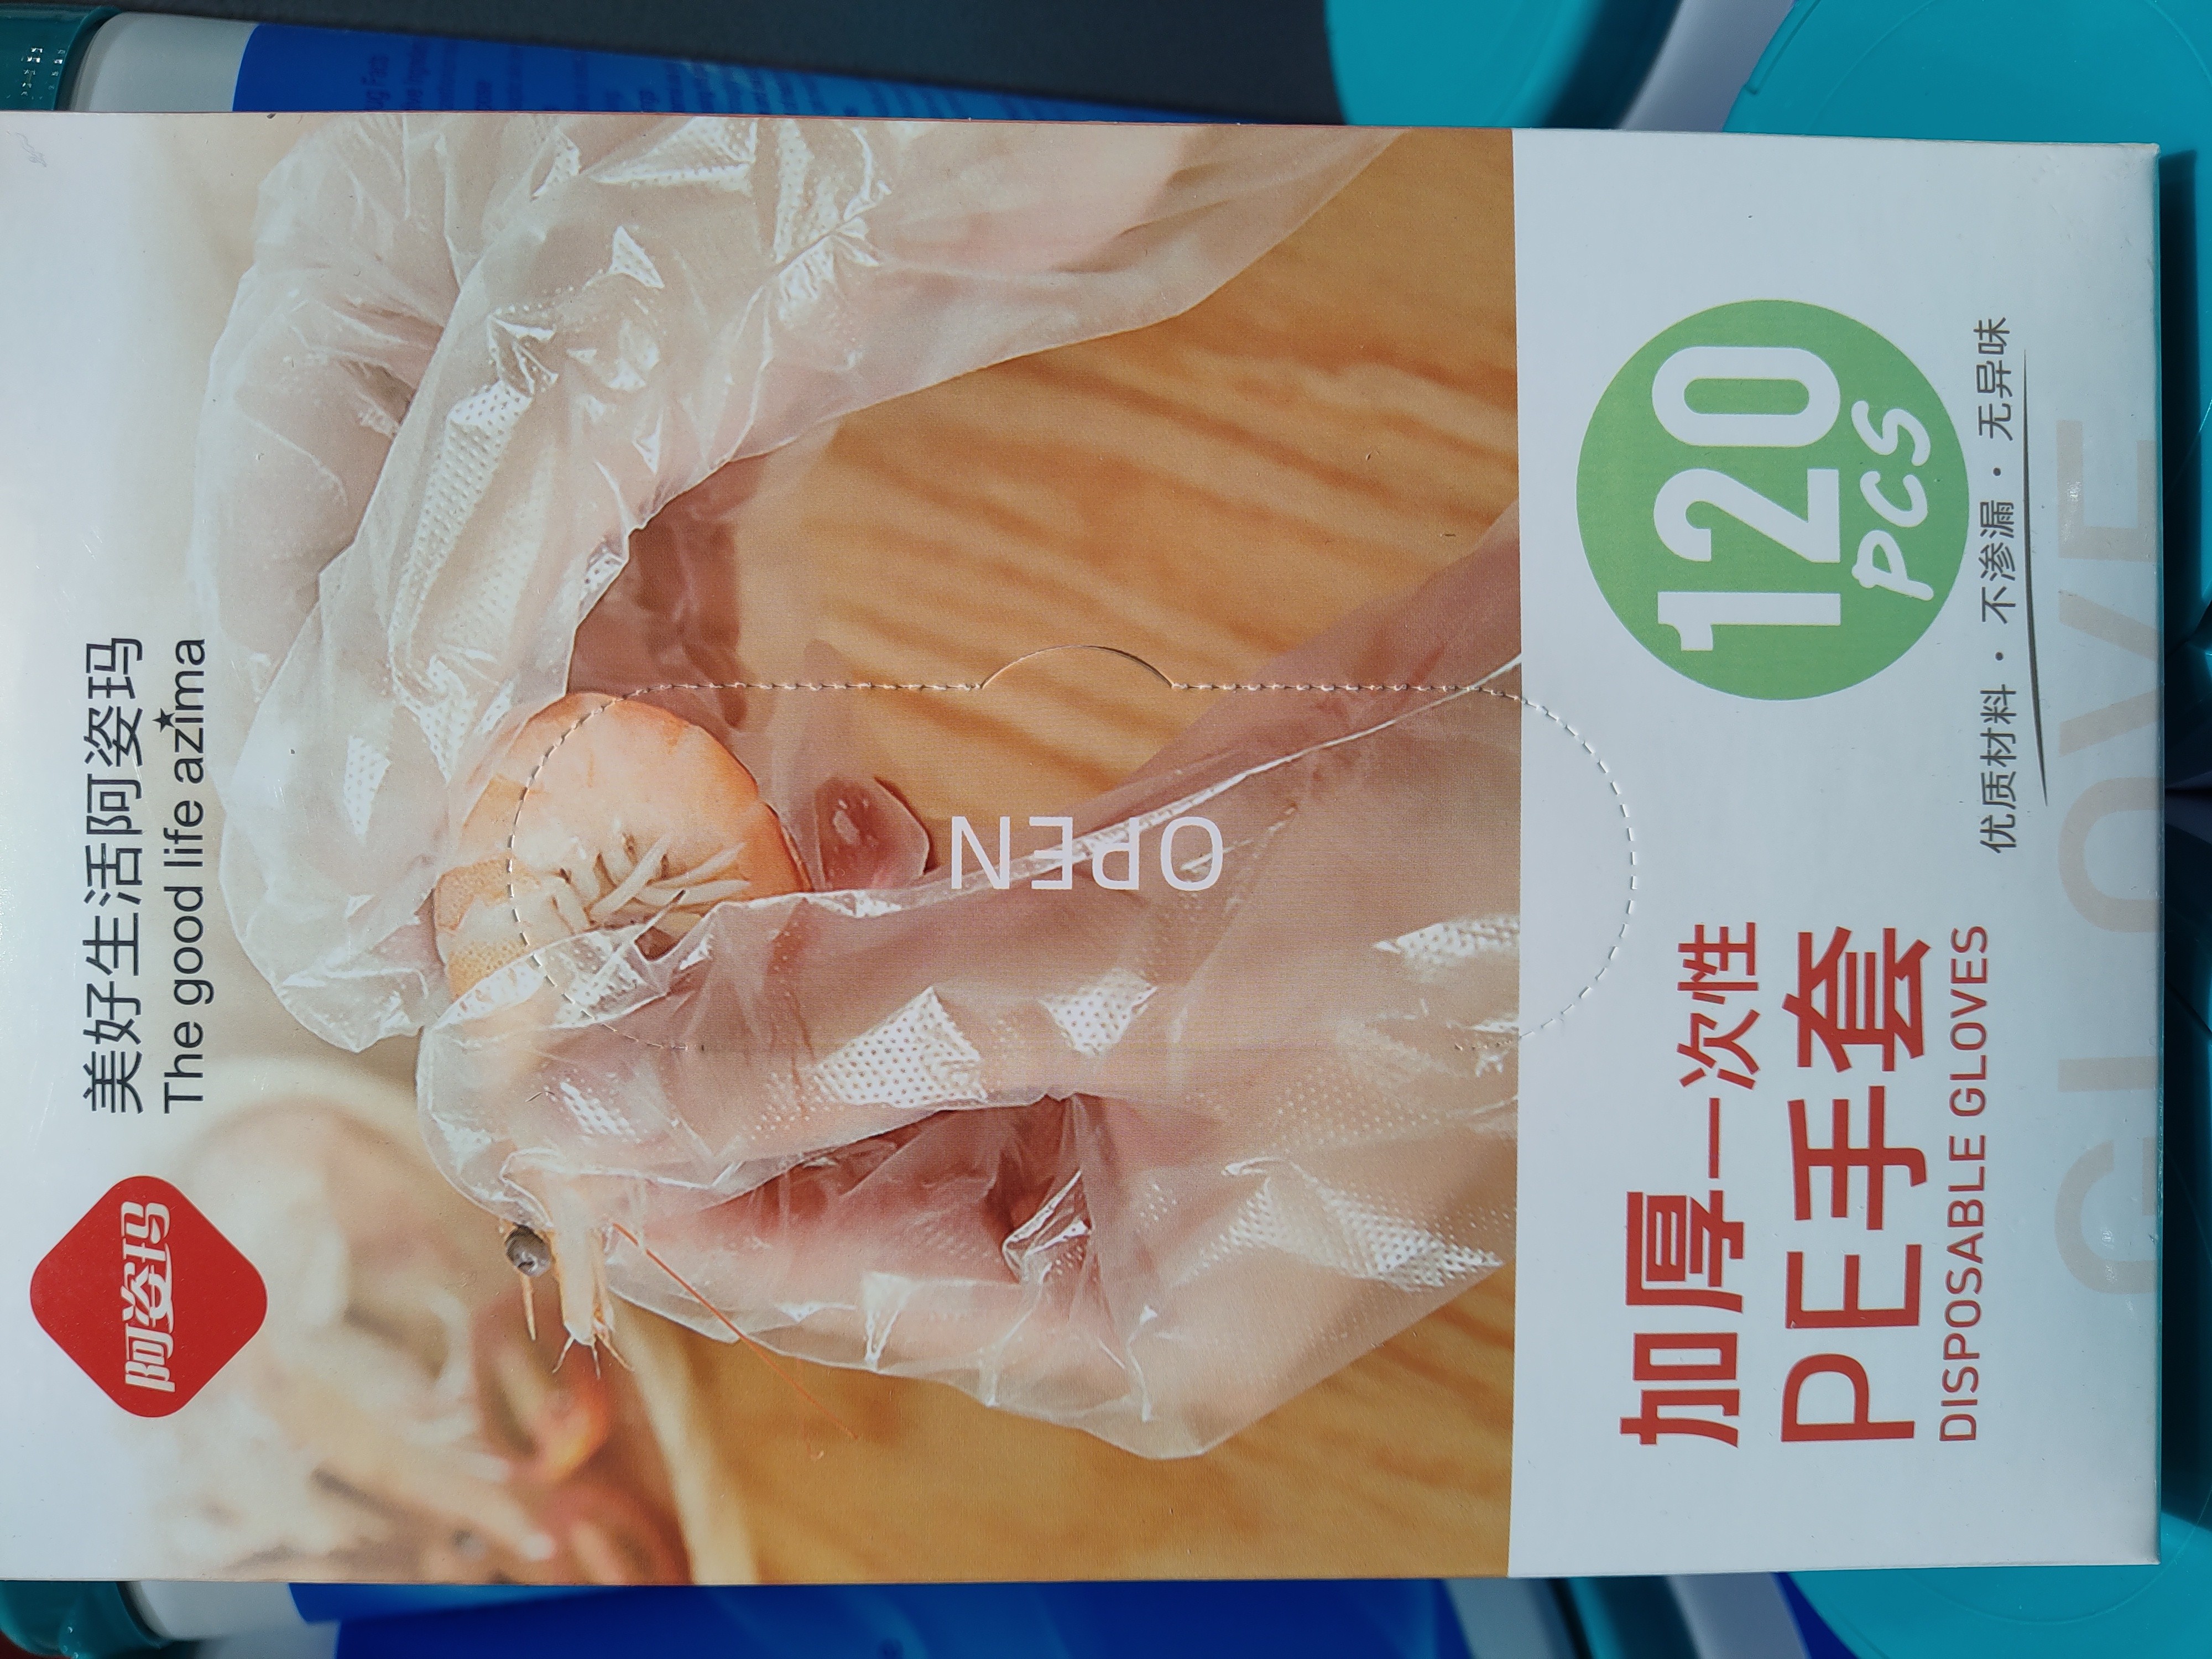 阿姿玛
美好生活阿姿玛
The good life azima
OPEN
加厚一次性
PE手套
DISPOSABLE GLOVES
120
PCS
优质材料·不渗漏·无异味
GLOVE